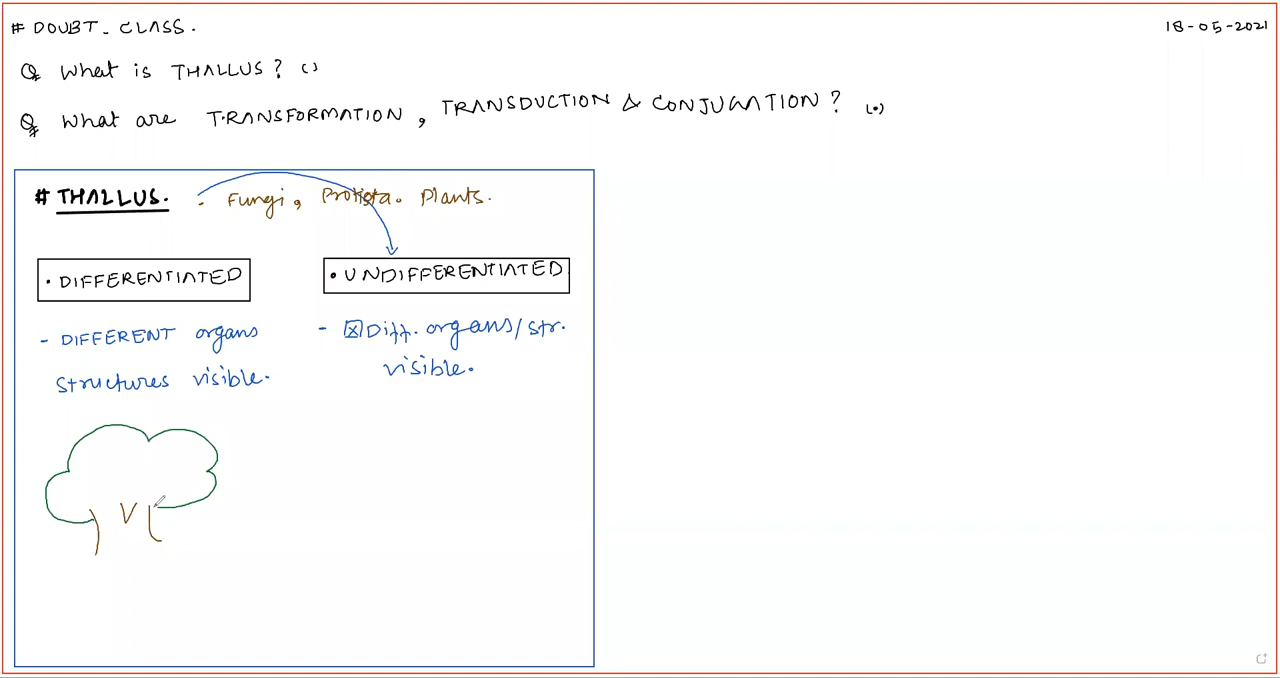 # DOUBT_CLASS.
18-05-2021
Q What is THALLUS? ( )
Q What are TRANSFORMATION, TRANSDUCTION & CONJUGATION? (•)
# THALLUS. - Fungi, Protista. Plants.
• DIFFERENTIATED
• UNDIFFERENTIATED
- DIFFERENT organs
structures visible.
- ☒ Diff. organs/str.
visible.